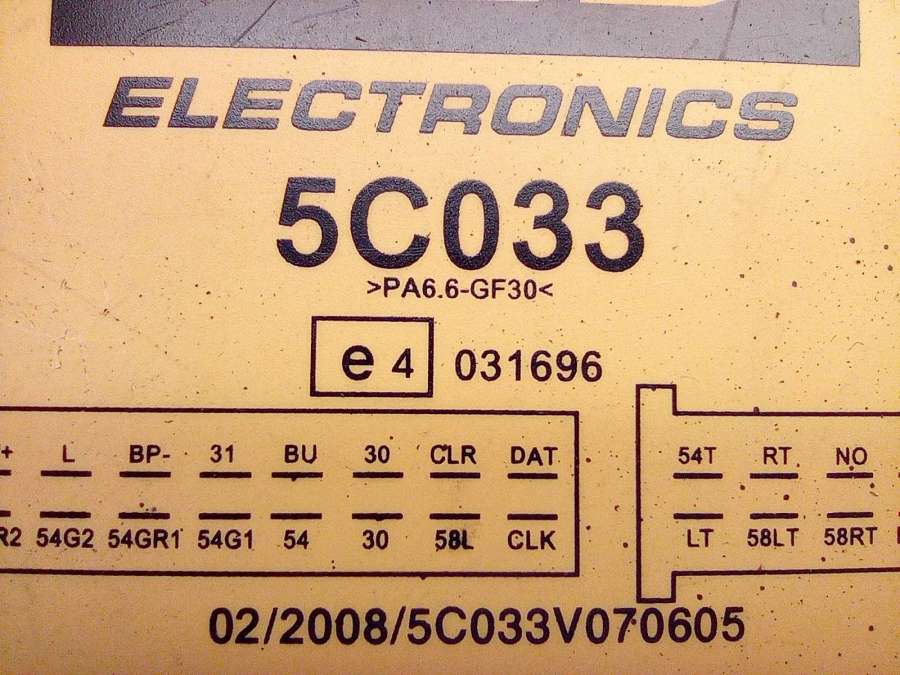 ELECTRONICS
5C033
>PA6.6-GF30<
e 4 031696
+ L BP- 31 BU 30 CLR DAT 54T RT NO
R2 54G2 54GR1 54G1 54 30 58L CLK LT 58LT 58RT
02/2008/5C033V070605